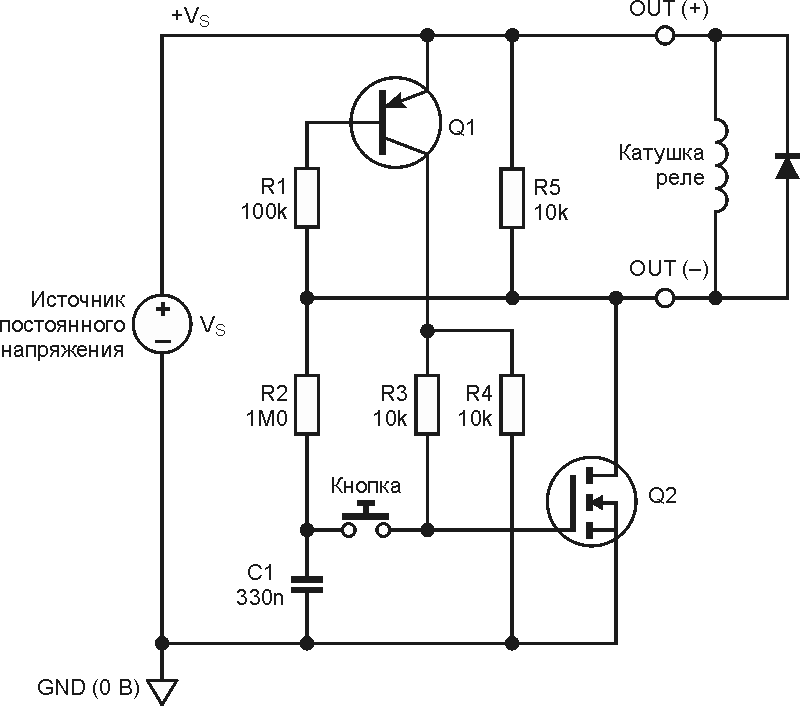 +VS
OUT (+)
Q1
Катушка
реле
R1
100k
R5
10k
OUT (–)
Источник
постоянного
напряжения
VS
R2
1M0
R3
10k
R4
10k
Кнопка
Q2
C1
330n
GND (0 В)